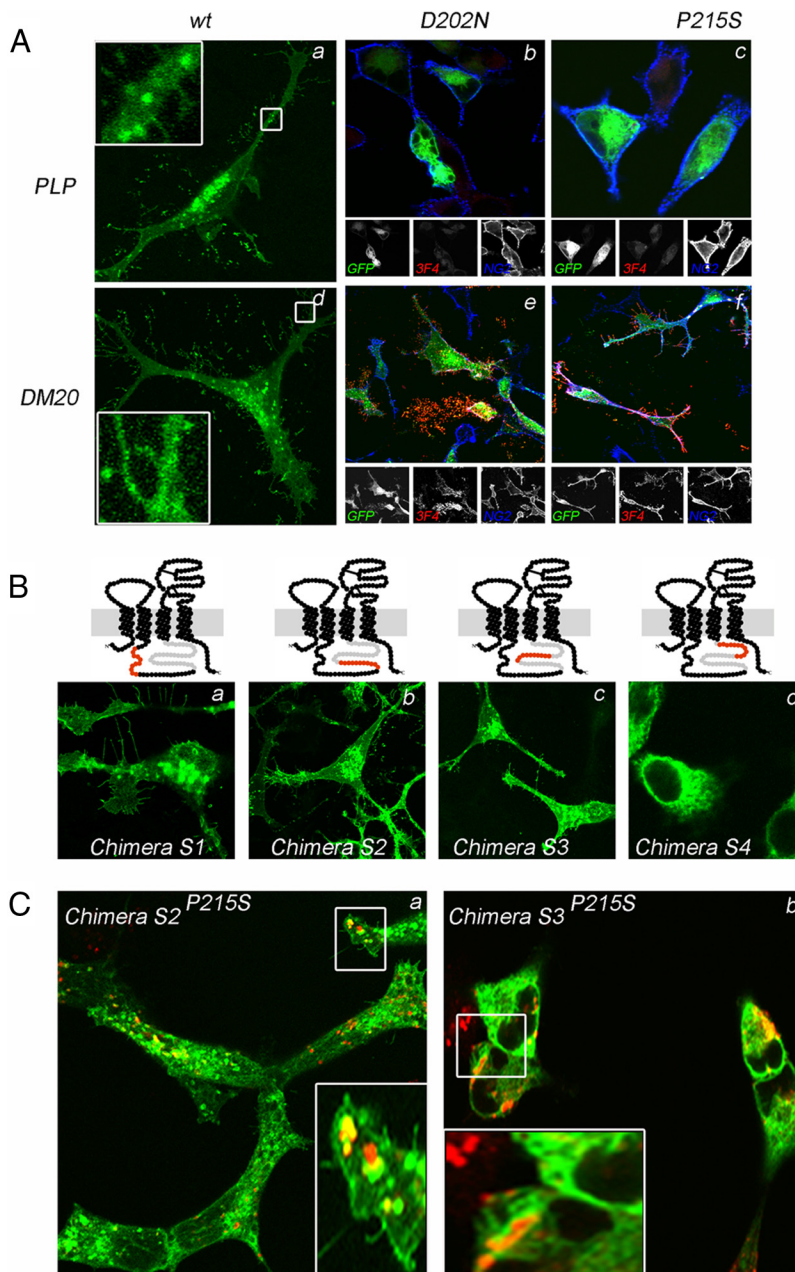 wt D202N P215S
A
a b c
PLP
GFP 3F4 NG2 GFP 3F4 NG2
d e f
DM20
GFP 3F4 NG2 GFP 3F4 NG2
B
a b c d
Chimera S1 Chimera S2 Chimera S3 Chimera S4
C
a b
Chimera S2 P215S Chimera S3 P215S